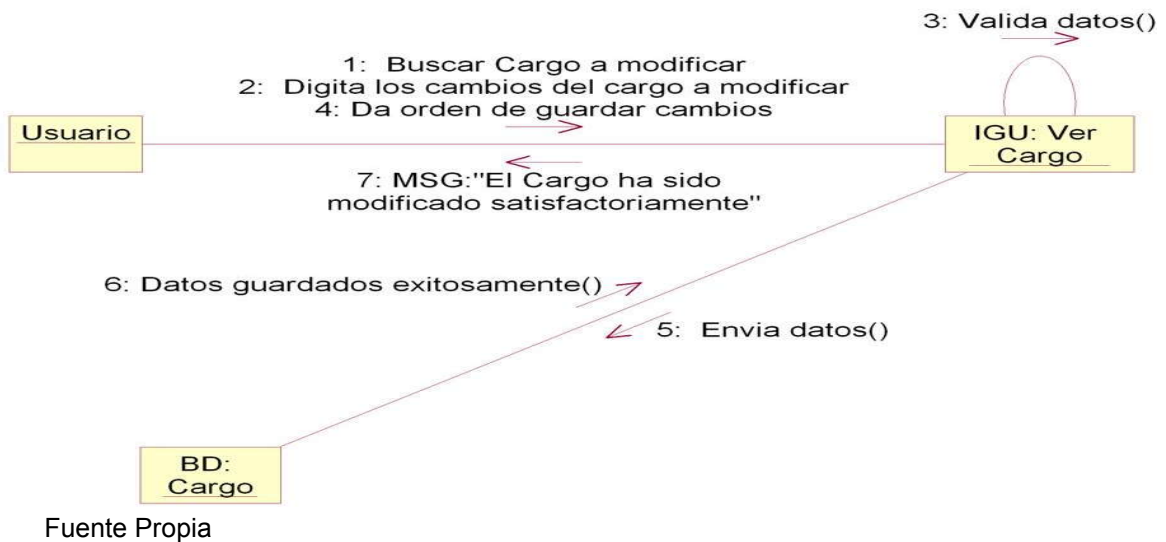 3: Valida datos()
1: Buscar Cargo a modificar
2: Digita los cambios del cargo a modificar
4: Da orden de guardar cambios
Usuario
IGU: Ver
Cargo
7: MSG:"El Cargo ha sido
modificado satisfactoriamente"
6: Datos guardados exitosamente()
5: Envia datos()
BD:
Cargo
Fuente Propia